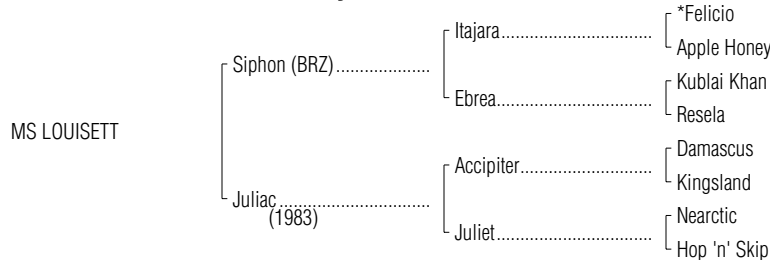 *Felicio
Itajara
Apple Honey
Siphon (BRZ)
Kublai Khan
Ebrea
Resela
MS LOUISETT
Damascus
Accipiter
Kingsland
Juliac
(1983)
Nearctic
Juliet
Hop 'n' Skip